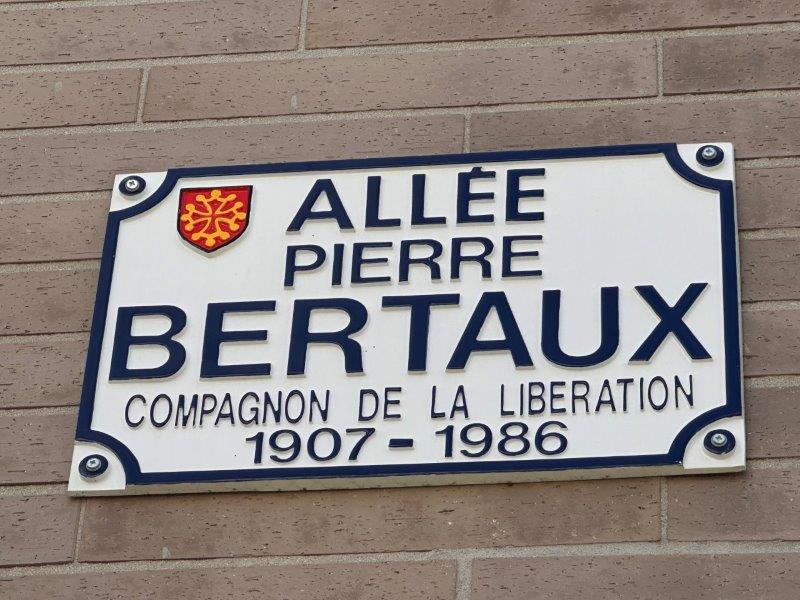 ALLÉE
PIERRE
BERTAUX
COMPAGNON DE LA LIBERATION
1907 - 1986